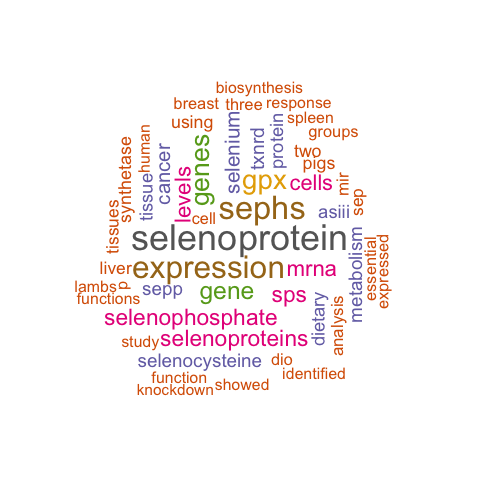 biosynthesis
breast three response
using txnrd protein spleen
groups
synthetase human tissue cancer levels genes selenium two
pigs
gpx cells mir sep
tissues cell sephs asiii
selenoprotein
liver expression mrna metabolism essential expressed
lambs p sepp gene sps
functions
selenophosphate dietary analysis
study selenoproteins
selenocysteine dio
function identified
knockdown showed